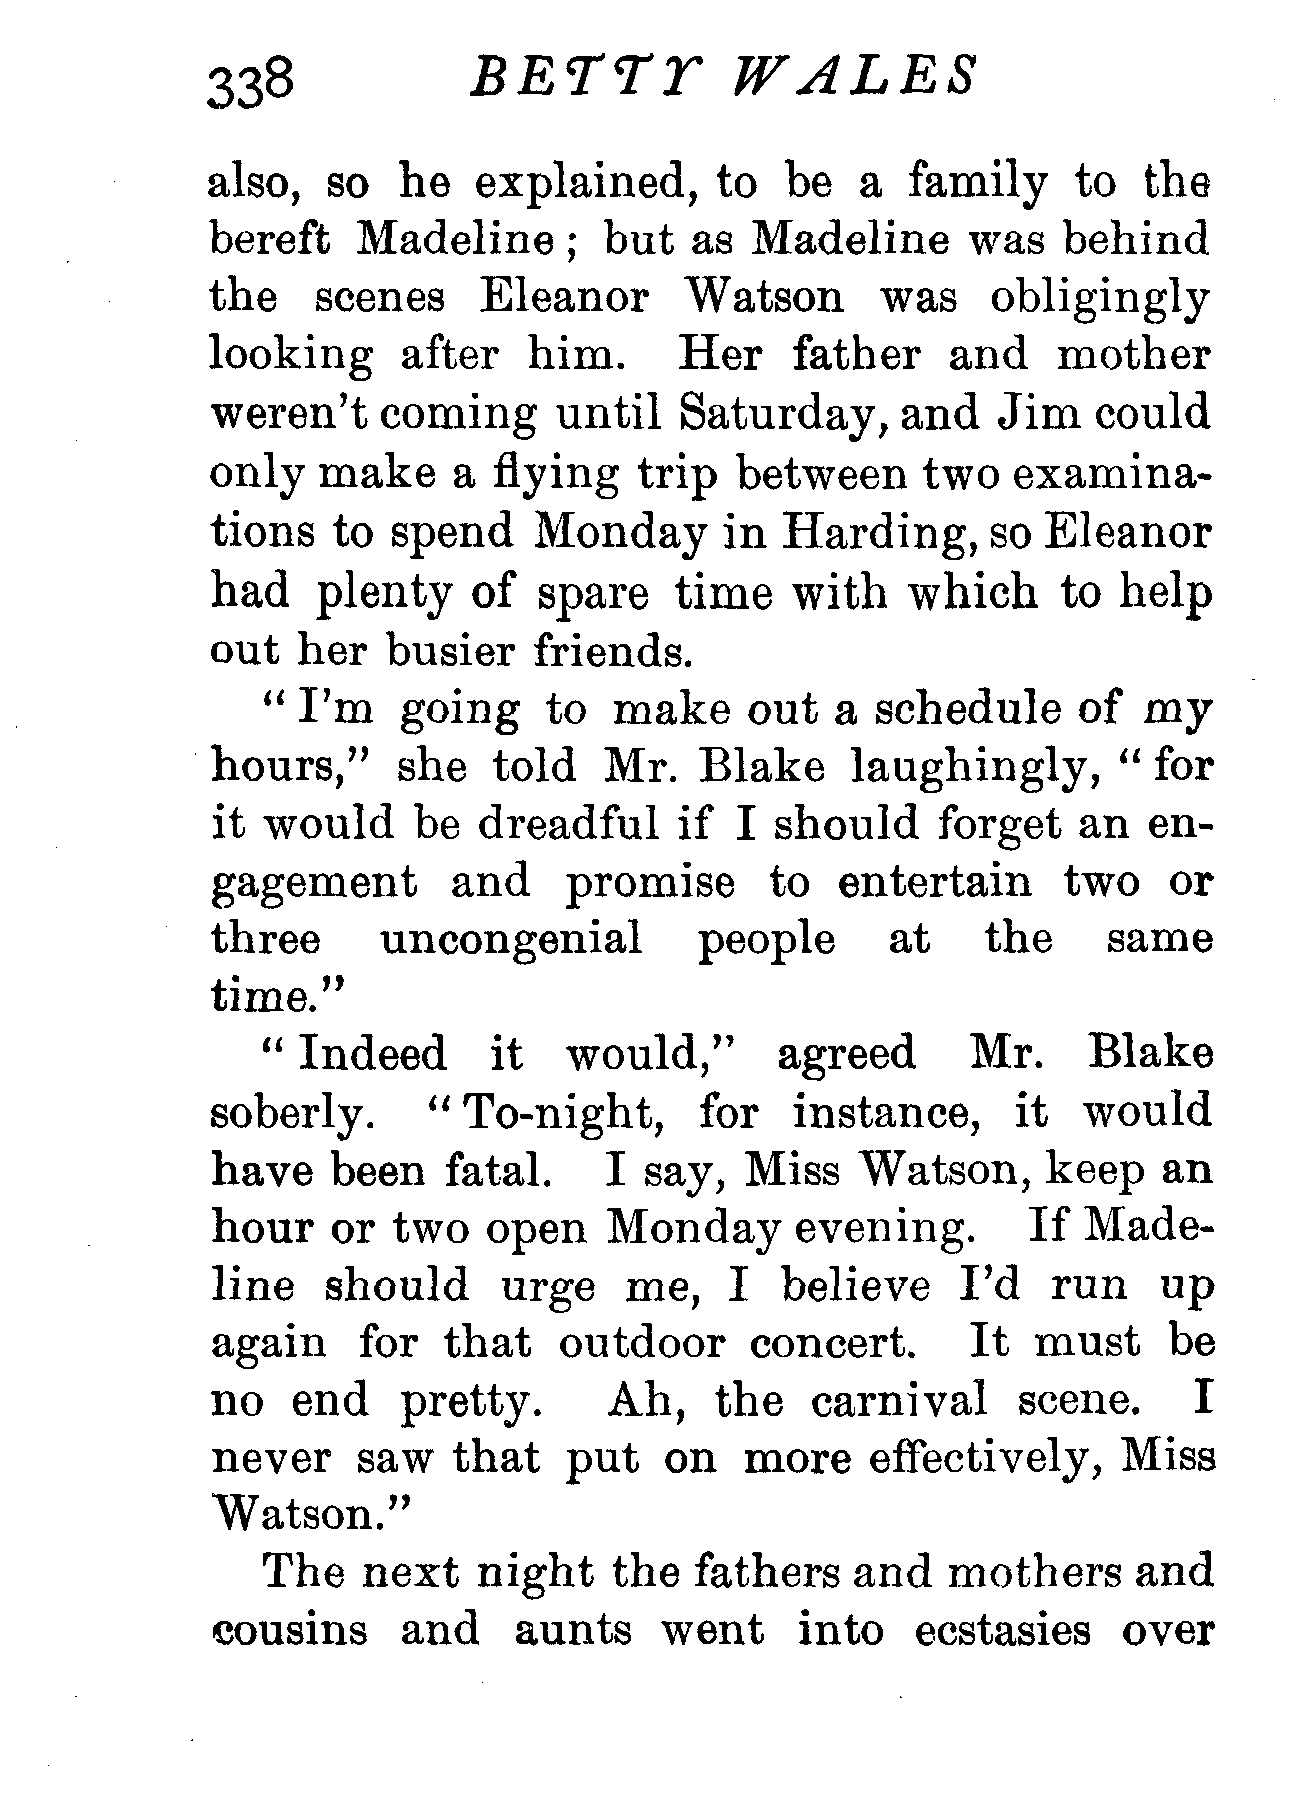 338 BETTY WALES
also, so he explained, to be a family to the
bereft Madeline ; but as Madeline was behind
the scenes Eleanor Watson was obligingly
looking after him. Her father and mother
weren't coming until Saturday, and Jim could
only make a flying trip between two examina-
tions to spend Monday in Harding, so Eleanor
had plenty of spare time with which to help
out her busier friends.
“ I'm going to make out a schedule of my
hours,” she told Mr. Blake laughingly, “ for
it would be dreadful if I should forget an en-
gagement and promise to entertain two or
three uncongenial people at the same
time.”
“ Indeed it would,” agreed Mr. Blake
soberly. “ To-night, for instance, it would
have been fatal. I say, Miss Watson, keep an
hour or two open Monday evening. If Made-
line should urge me, I believe I'd run up
again for that outdoor concert. It must be
no end pretty. Ah, the carnival scene. I
never saw that put on more effectively, Miss
Watson.”
The next night the fathers and mothers and
cousins and aunts went into ecstasies over